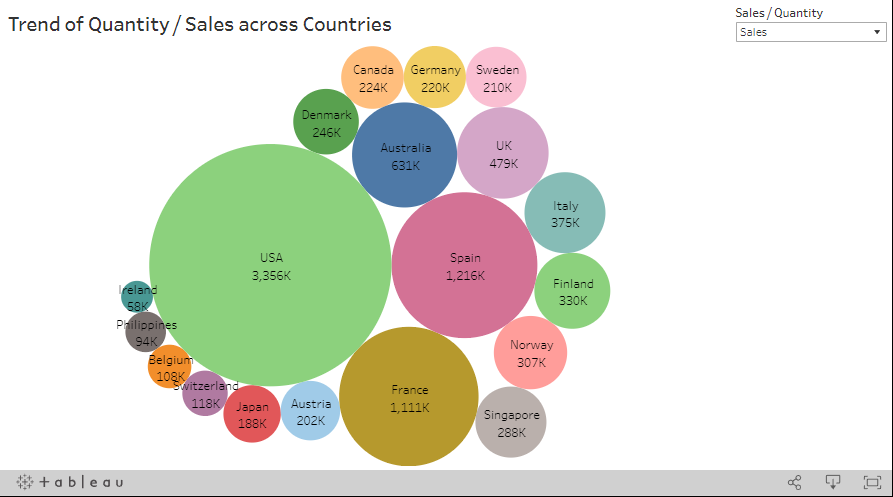 Trend of Quantity / Sales across Countries
Sales / Quantity
Sales
Canada
224K
Germany
220K
Sweden
210K
Denmark
246K
Australia
631K
UK
479K
Italy
375K
USA
3,356K
Spain
1,216K
Finland
330K
Ireland
58K
Philippines
94K
Belgium
108K
Switzerland
118K
Japan
188K
Austria
202K
France
1,111K
Norway
307K
Singapore
288K
+ a b l e a u